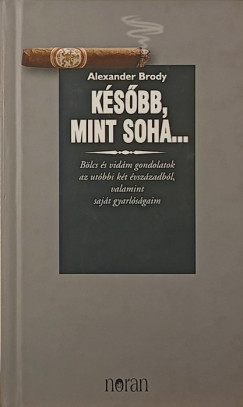 Alexander Brody
KÉSŐBB,
MINT SOHA...
Bölcs és vidám gondolatok
az utóbbi két évszázadból,
valamint
saját gyarlóságaim
noran